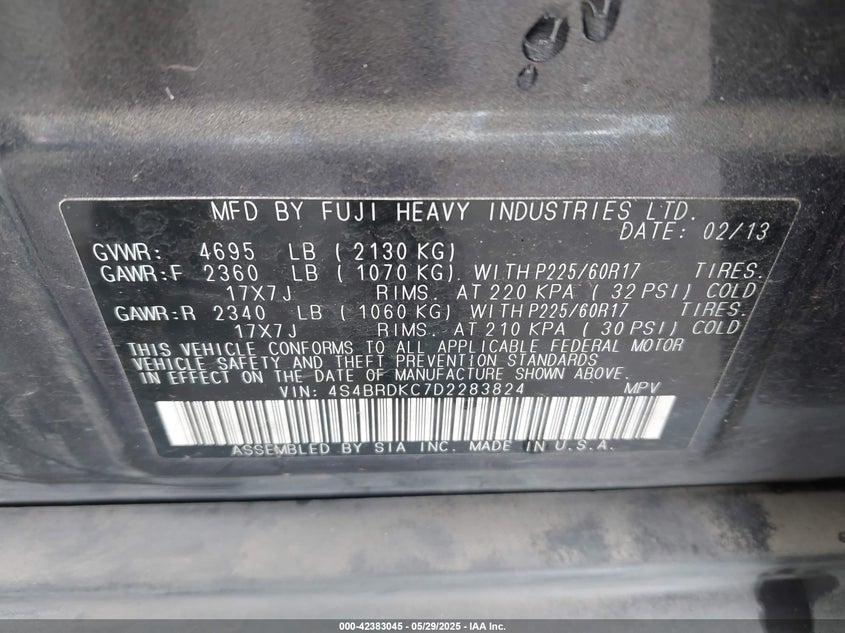 MFD BY FUJI HEAVY INDUSTRIES LTD.
DATE: 02/13
GVWR: 4695 LB ( 2130 KG)
GAWR:F 2360 LB ( 1070 KG). WITH P225/60R17 TIRES.
17X7J RIMS. AT 220 KPA ( 32 PSI) COLD
GAWR:R 2340 LB ( 1060 KG) WITH P225/60R17 TIRES.
17X7J RIMS. AT 210 KPA ( 30 PSI) COLD
THIS VEHICLE CONFORMS TO ALL APPLICABLE FEDERAL MOTOR
VEHICLE SAFETY AND THEFT PREVENTION STANDARDS
IN EFFECT ON THE DATE OF MANUFACTURE SHOWN ABOVE.
VIN: 4S4BRDKC7D2283824 MPV
ASSEMBLED BY SIA INC. MADE IN U.S.A.
000-42383045 - 05/29/2025 - IAA Inc.